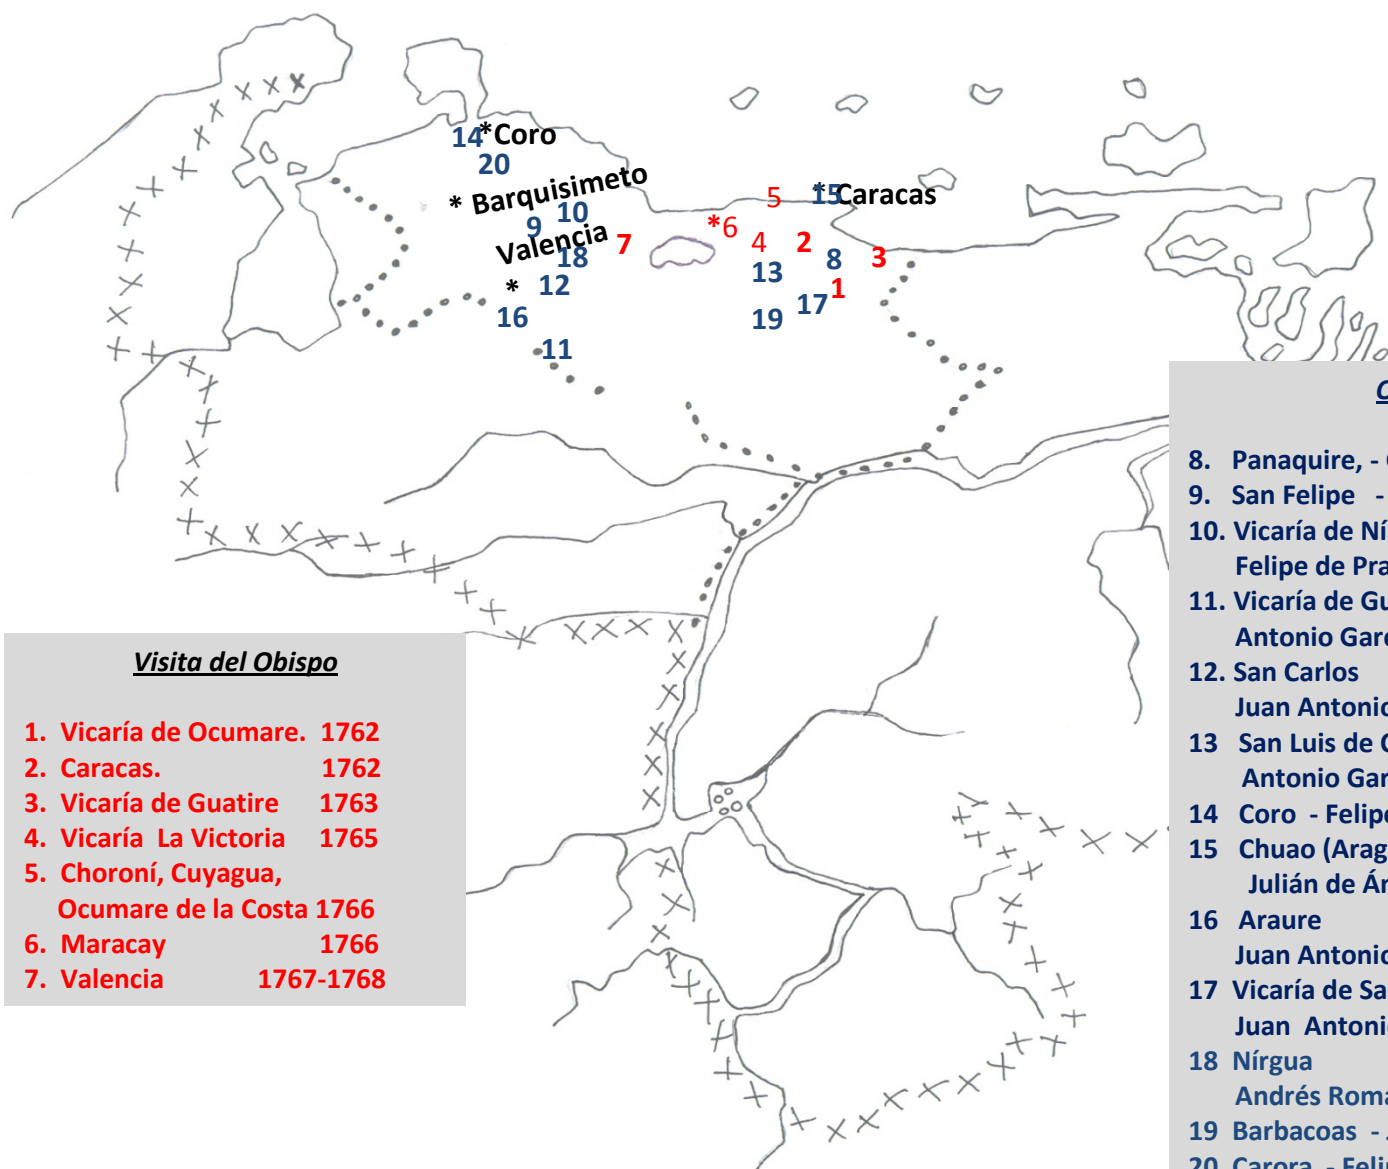 14 *Coro
20
* Barquisimeto
9 10
Valencia
18
7
*
12
16
11
5
15 * Caracas
*6
4 2
8 3
13
1
17
19
Visita del Obispo
1. Vicaría de Ocumare. 1762
2. Caracas. 1762
3. Vicaría de Guatire 1763
4. Vicaría La Victoria 1765
5. Choroní, Cuyagua,
Ocumare de la Costa 1766
6. Maracay 1766
7. Valencia 1767-1768
8. Panaquire, -
9. San Felipe -
10. Vicaría de
Felipe de
11. Vicaría de
Antonio
12. San Carlos
Juan
13 San Luis de
Antonio
14 Coro -
15 Chuao
Julián de
16 Araure
Juan
17 Vicaría de
Juan
18 Nírgua
Andrés
19 Barbacoas -
20 Carora -